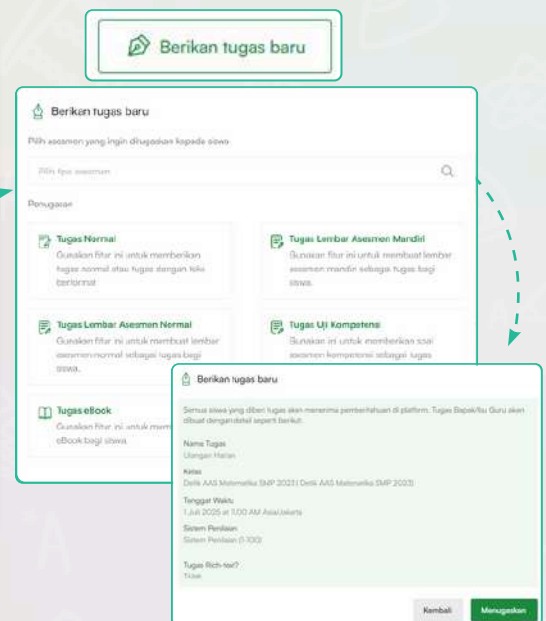 Berikan tugas baru
Berikan tugas baru
Pilih asesmen yang ingin ditugaskan kepada siswa
Pilih tipe asesmen
Penugasan
Tugas Normal
Gunakan fitur ini untuk memberikan
tugas normal atau tugas dengan teks
berformat
Tugas Lembar Asesmen Mandiri
Gunakan fitur ini untuk membuat lembar
asesmen mandiri sebagai tugas bagi
siswa.
Tugas Lembar Asesmen Normal
Gunakan fitur ini untuk membuat lembar
asesmen normal sebagai tugas bagi
siswa.
Tugas Uji Kompetensi
Gunakan ini untuk memberikan soal
asesmen kompetensi sebagai tugas
Tugas eBook
Gunakan fitur ini untuk
eBook bagi siswa
Berikan tugas baru
Semua siswa yang diberi tugas akan menerima pemberitahuan di platform. Tugas Bapak/Ibu Guru akan
dibuat dengan detail seperti berikut:
Nama Tugas
Ulangan Harian
Kelas
Detik AAS Matematika SMP 2023 ( Detik AAS Matematika SMP 2023)
Tenggat Waktu
1 Juli 2025 at 1:00 AM Asia/Jakarta
Sistem Penilaian
Sistem Penilaian (1-100)
Tugas Rich-text?
Tidak
Kembali
Menugaskan